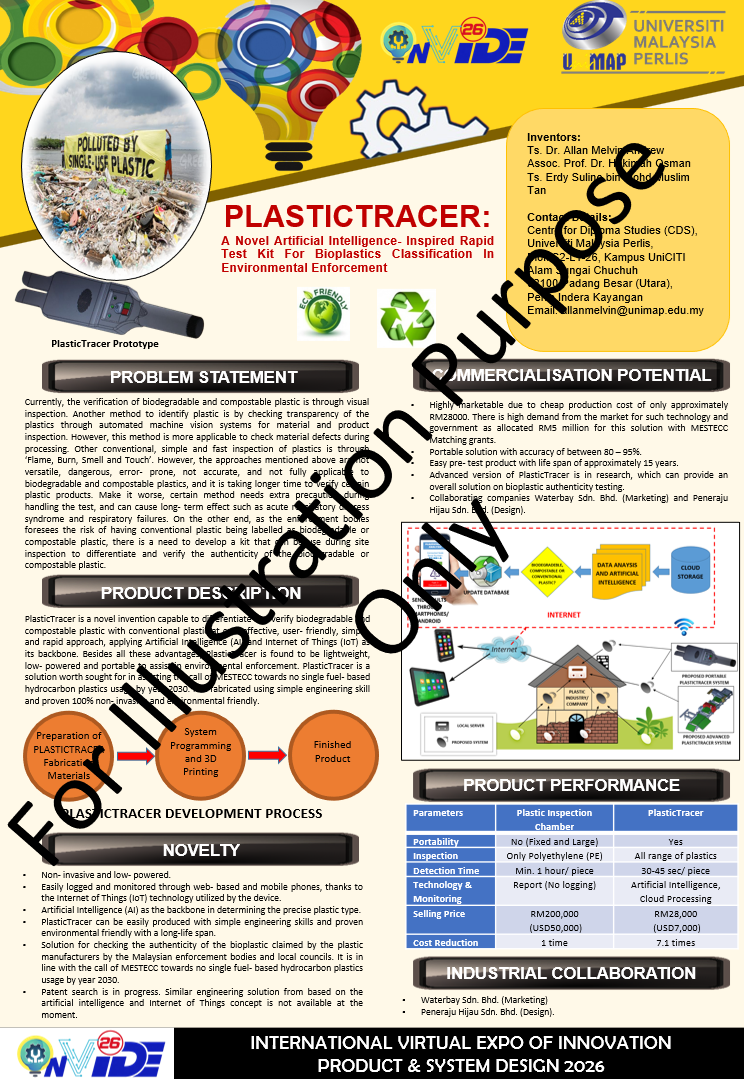 26
OnVIDE
UniMAP
UNIVERSITI
MALAYSIA
PERLIS
POLLUTED BY
SINGLE-USE PLASTIC
Inventors:
Ts. Dr. Allan Melvin Andrew
Assoc. Prof. Dr. Hakimah Osman
Ts. Erdy Sulino bin Mohd Muslim
Tan
Contact Details:
Centre for Diploma Studies (CDS),
Universiti Malaysia Perlis,
S2-L1-26, Kampus UniCITI
Alam Sungai Chuchuh
Padang Besar (Utara),
Perlis Indera Kayangan
Email: allanmelvin@unimap.edu.my
PLASTICTRACER:
A Novel Artificial Intelligence- Inspired Rapid
Test Kit For Bioplastics Classification In
Environmental Enforcement
ECO FRIENDLY
PlasticTracer Prototype
PROBLEM STATEMENT
Currently, the verification of biodegradable and compostable plastic is through visual
inspection. Another method to identify plastic is by checking transparency of the
plastics through automated machine vision systems for material and product
inspection. However, this method is more applicable to check material defects during
production. Other conventional, simple and fast inspection of plastics is through
'Flame, Burn, Smell and Touch'. However, the approaches mentioned above are not
versatile, dangerous, error- prone, not accurate, and not fully applicable to
biodegradable and compostable plastics, and it is taking longer time to verify certain
plastic products. Make it worse, certain method needs extra precaution during
handling the test, and can cause long- term effect such as acute respiratory distress
syndrome and respiratory failures. On the other end, as the enforcement bodies
foresees the risk of having conventional plastic being labelled as biodegradable or
compostable plastic, there is a need to develop a kit that can be use during site
inspection to differentiate and verify the authenticity of the biodegradable or
compostable plastic.
PRODUCT DESCRIPTION
PlasticTracer is a novel invention capable to differentiate and verify biodegradable and
compostable plastic with conventional plastic at cost- effective, user- friendly, simple
and rapid approach, applying Artificial Intelligence (AI) and Internet of Things (IoT) as
its backbone. Besides all these advantages, PlasticTracer is found to be lightweight,
low- powered and portable to assist in environmental enforcement. PlasticTracer is a
solution worth sought for in assisting the call of MESTECC towards no single fuel- based
hydrocarbon plastics usage by year 2030. It is fabricated using simple engineering skill
and proven 100% non- invasive and environmental friendly.
Preparation of
PLASTICTRACER
Fabrication
Materials
System
Programming
and 3D
Printing
Finished
Product
PLASTICTRACER DEVELOPMENT PROCESS
NOVELTY
• Non- invasive and low- powered.
• Easily logged and monitored through web- based and mobile phones, thanks to
the Internet of Things (IoT) technology utilized by the device.
• Artificial Intelligence (AI) as the backbone in determining the precise plastic type.
• PlasticTracer can be easily produced with simple engineering skills and proven
environmental friendly with a long-life span.
• Solution for checking the authenticity of the bioplastic claimed by the plastic
manufacturers by the Malaysian enforcement bodies and local councils. It is in
line with the call of MESTECC towards no single fuel- based hydrocarbon plastics
usage by year 2030.
• Patent search is in progress. Similar engineering solution from based on the
artificial intelligence and Internet of Things concept is not available at the
moment.
COMMERCIALISATION POTENTIAL
• Highly marketable due to cheap production cost of only approximately
RM28000. There is high demand from the market for such technology and
government as allocated RM5 million for this solution with MESTECC
Matching grants.
• Portable solution with accuracy of between 80 – 95%.
• Easy pre- test product with life span of approximately 15 years.
• Advanced version of PlasticTracer is in research, which can provide an
overall solution on bioplastic authenticity testing.
• Collaborating companies Waterbay Sdn. Bhd. (Marketing) and Peneraju
Hijau Sdn. Bhd. (Design).
SEND RESULTS
THROUGH
SMARTPHONES/
ANDROID
UPDATE DATABASE
BIODEGRADABLE,
COMPOSTABLE OR
CONVENTIONAL
PLASTIC?
DATA ANAYSIS
AND ARTIFICIAL
INTELLIGENCE
CLOUD
STORAGE
INTERNET
Internet
PLASTIC
INDUSTRY/
COMPANY
PROPOSED PORTABLE
PLASTICTRACER SYSTEM
PROPOSED ADVANCED
PLASTICTRACER SYSTEM
LOCAL SERVER
PROPOSED SYSTEM
PRODUCT PERFORMANCE
Parameters Plastic Inspection Chamber PlasticTracer
Portability No (Fixed and Large) Yes
Inspection Only Polyethylene (PE) All range of plastics
Detection Time Min. 1 hour/ piece 30-45 sec/ piece
Technology & Monitoring Report (No logging) Artificial Intelligence, Cloud Processing
Selling Price RM200,000 (USD50,000) RM28,000 (USD7,000)
Cost Reduction 1 time 7.1 times
INDUSTRIAL COLLABORATION
• Waterbay Sdn. Bhd. (Marketing)
• Peneraju Hijau Sdn. Bhd. (Design).
26
OnVIDE
INTERNATIONAL VIRTUAL EXPO OF INNOVATION
PRODUCT & SYSTEM DESIGN 2026
For Illustration Purpose
Only